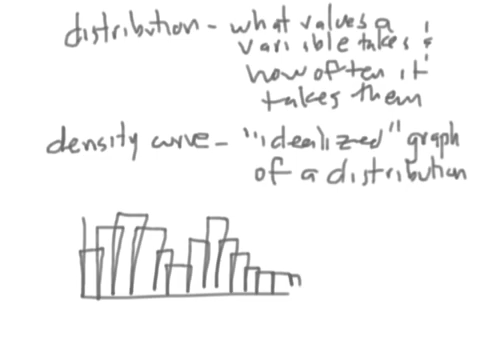 distribution - what values a
variable takes &
how often it
takes them
density curve - "idealized" graph
of a distribution